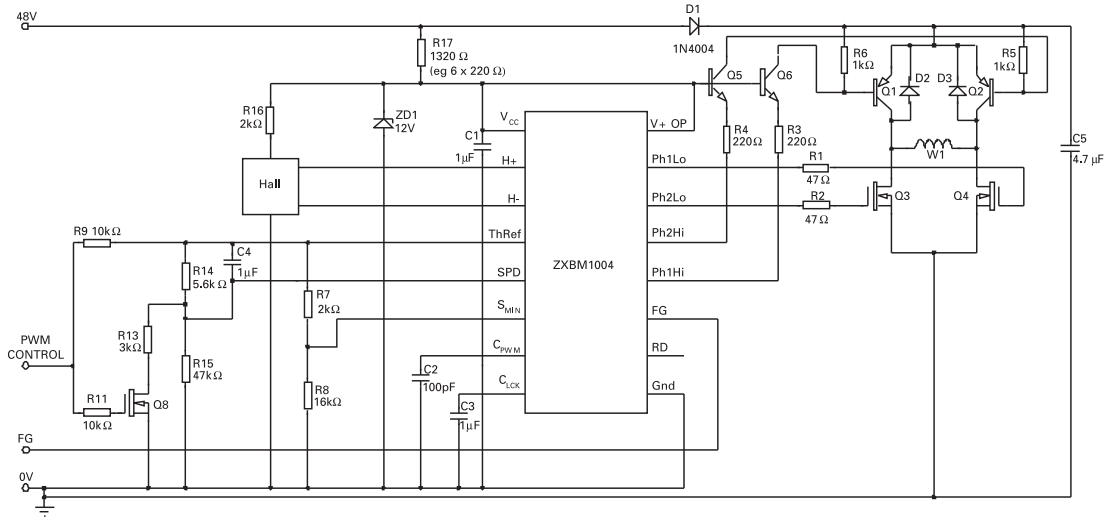 48V
D1
1N4004
R17
1320 Ω
(eg 6 x 220 Ω)
R6
1kΩ
R5
1kΩ
Q5
Q6
Q1
D2
D3
Q2
R16
2kΩ
ZD1
12V
C1
1μF
R4
220Ω
R3
220Ω
W1
C5
4.7 μF
Hall
VCC
H+
H-
ThRef
SPD
SMIN
CPWM
CLCK
ZXBM1004
V+ OP
Ph1Lo
Ph2Lo
Ph2Hi
Ph1Hi
FG
RD
Gnd
R1
47Ω
R2
47Ω
Q3
Q4
R9 10kΩ
C4
1μF
R14
5.6kΩ
R7
2kΩ
R13
3kΩ
R15
47kΩ
R8
16kΩ
C2
100pF
C3
1μF
PWM
CONTROL
R11
10kΩ
Q8
FG
0V